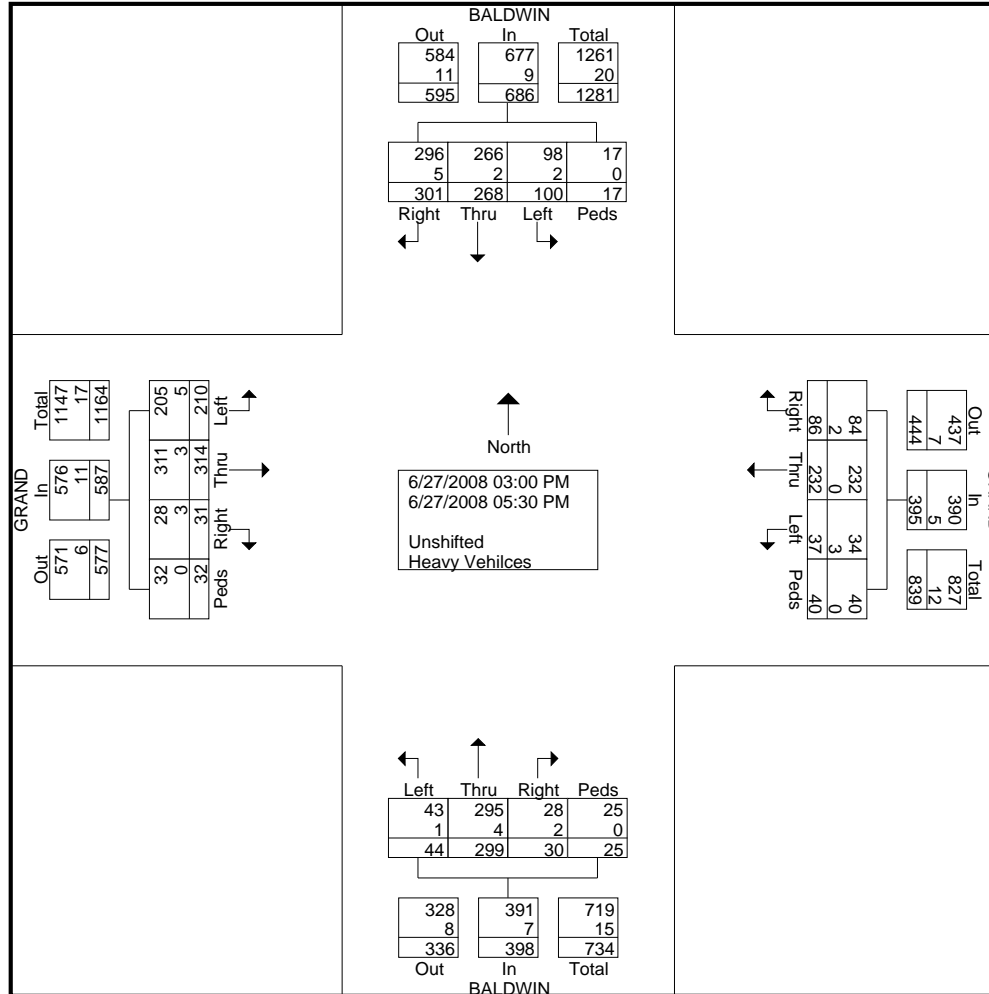 BALDWIN
Out In Total
584 677 1261
11 9 20
595 686 1281
296 266 98 17
5 2 2 0
301 268 100 17
Right Thru Left Peds
GRAND
Total In Out
1147 576 571
17 11 6
1164 587 577
205 311 28 32
5 3 3 0
210 314 31 32
Left Thru Right Peds
North
6/27/2008 03:00 PM
6/27/2008 05:30 PM
Unshifted
Heavy Vehilces
Right Thru Left Peds
86 232 37 40
2 0 3 0
84 232 34 40
Out In Total
437 390 827
7 5 12
444 395 839
Left Thru Right Peds
43 295 28 25
1 4 2 0
44 299 30 25
328 391 719
8 7 15
336 398 734
Out In Total
BALDWIN